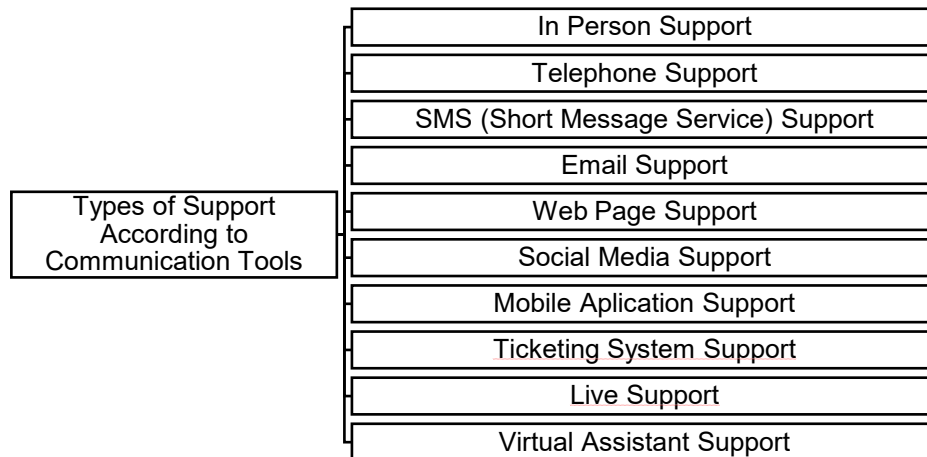 In Person Support
Telephone Support
SMS (Short Message Service) Support
Email Support
Types of Support
According to
Communication Tools
Web Page Support
Social Media Support
Mobile Aplication Support
Ticketing System Support
Live Support
Virtual Assistant Support